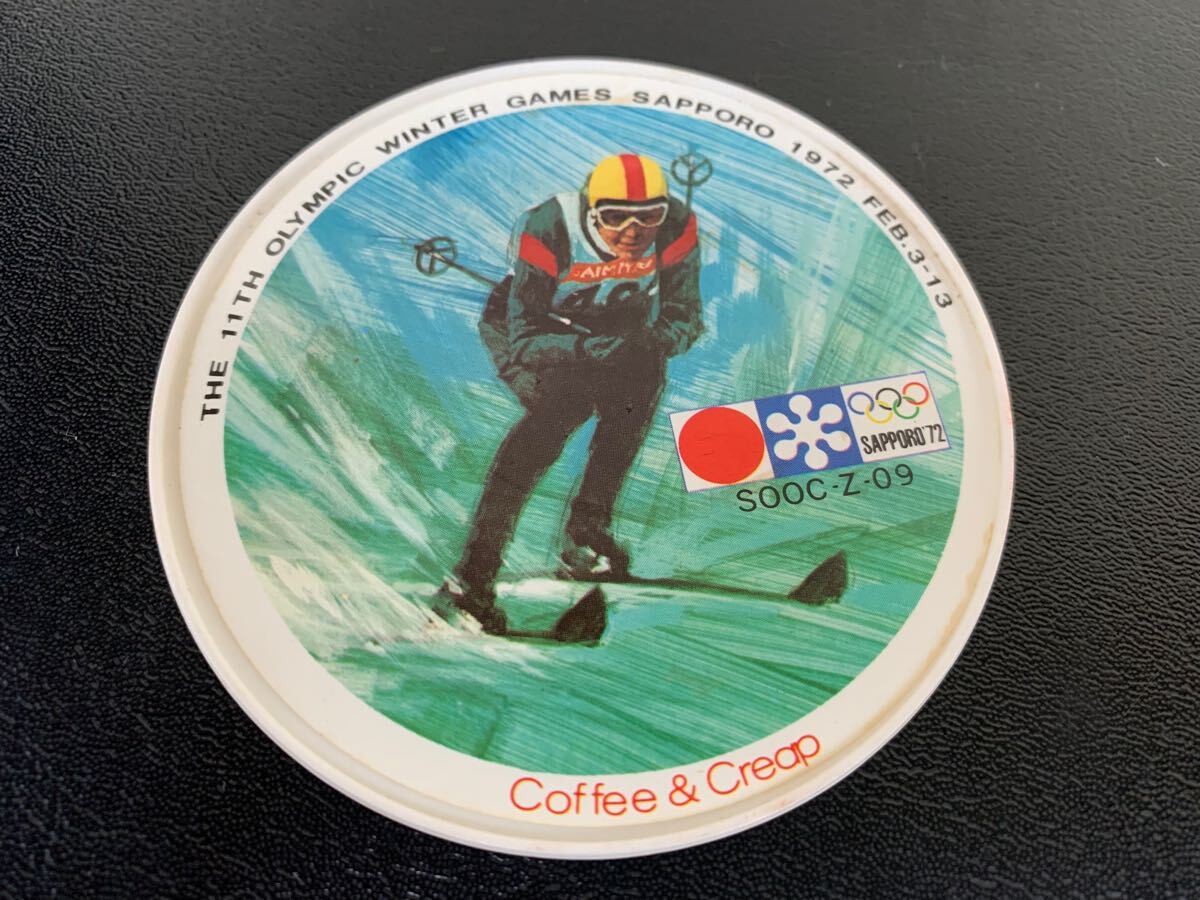 THE 11TH OLYMPIC WINTER GAMES SAPPORO 1972 FEB.3-13
SAPPORO'72
SOOC-Z-09
Coffee & Creap